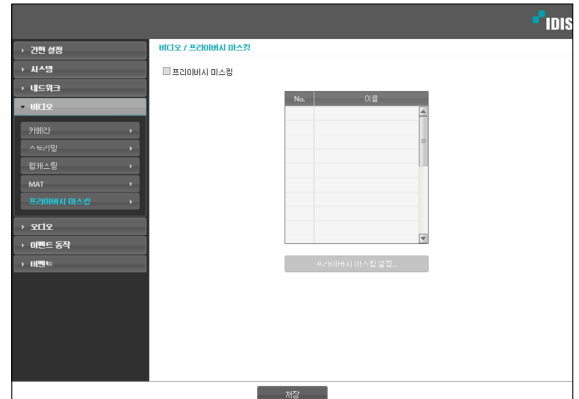 IDIS
간편 설정
시스템
네트워크
비디오
카메라
스트리밍
웹캐스팅
MAT
프라이버시 마스킹
오디오
이벤트 동작
이벤트
비디오 / 프라이버시 마스킹
프라이버시 마스킹
No. 이름
프라이버시 마스킹 설정...
저장